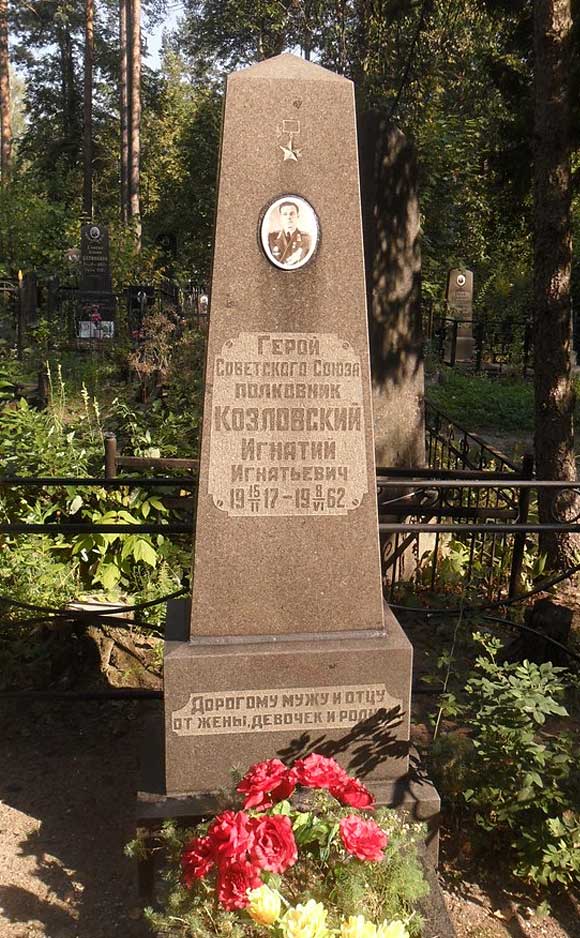 Герой
Советского Союза
полковник
Козловский
Игнатий
Игнатьевич
19 15/II 17 – 19 8/VI 62
Дорогому мужу и отцу
от жены, девочек и